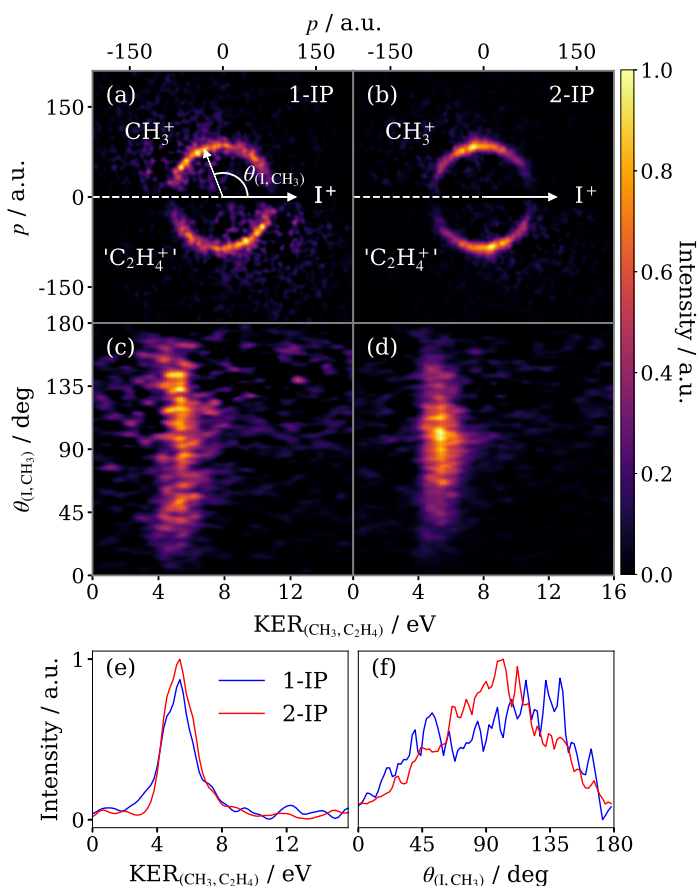 p / a.u.
-150 0 150 -150 0 150
(a) 1-IP (b) 2-IP
CH₃⁺ CH₃⁺
θ(I,CH₃)
I⁺ I⁺
'C₂H₄⁺' 'C₂H₄⁺'
150
0
-150
p / a.u.
180
135
90
45
0
θ(I,CH₃) / deg
(c) (d)
0 4 8 12 0 4 8 12 16
KER(CH₃,C₂H₄) / eV
1.0
0.8
0.6
0.4
0.2
0.0
Intensity / a.u.
(e) (f)
1-IP
2-IP
1
0
Intensity / a.u.
0 4 8 12
KER(CH₃,C₂H₄) / eV
0 45 90 135 180
θ(I,CH₃) / deg